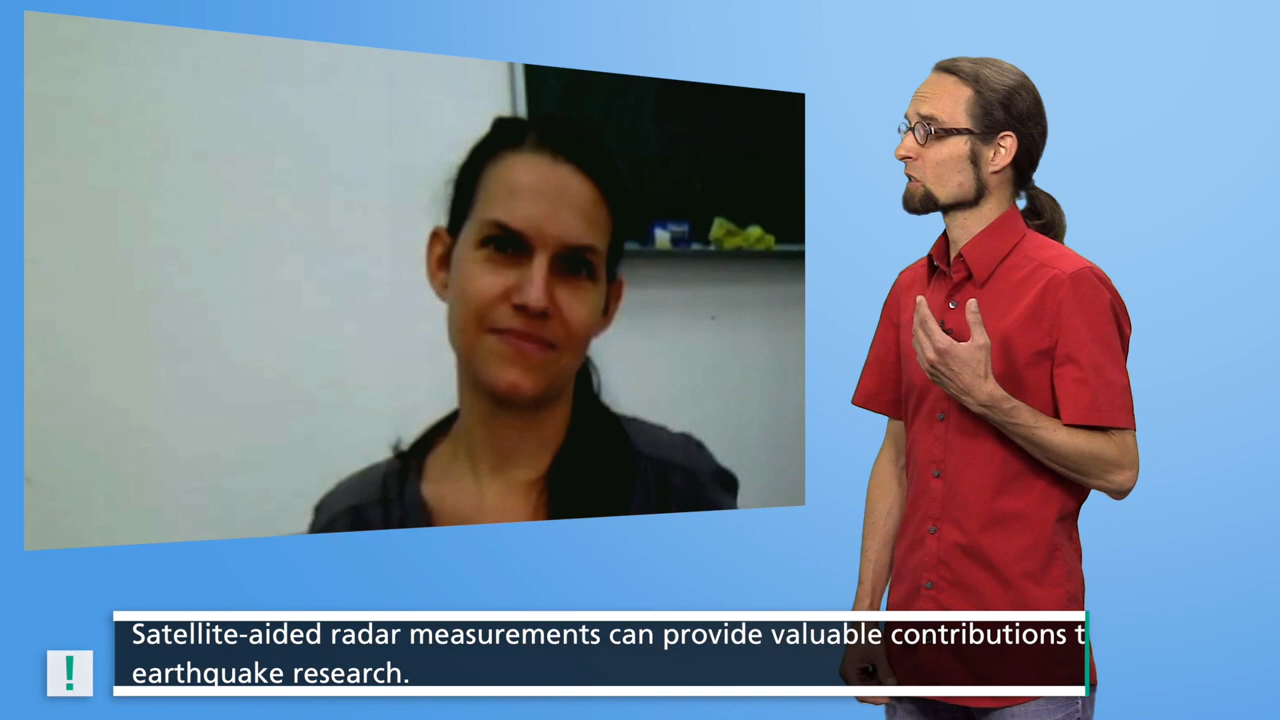 Satellite-aided radar measurements can provide valuable contributions t
earthquake research.
!